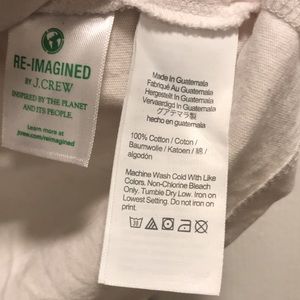 RE-IMAGINED
BY J.CREW
INSPIRED BY THE PLANET
AND ITS PEOPLE.
Learn more at
jcrew.com/reimagined
Made In Guatemala
Fabriqué Au Guatemala
Hergestellt In Guatemala
Vervaardigd In Guatemala
グアテマラ製
hecho en guatemala
100% Cotton / Coton /
Baumwolle / Katoen / 綿 /
algodón
Machine Wash Cold With Like
Colors. Non-Chlorine Bleach
Only. Tumble Dry Low. Iron on
Lowest Setting. Do not iron on
print.